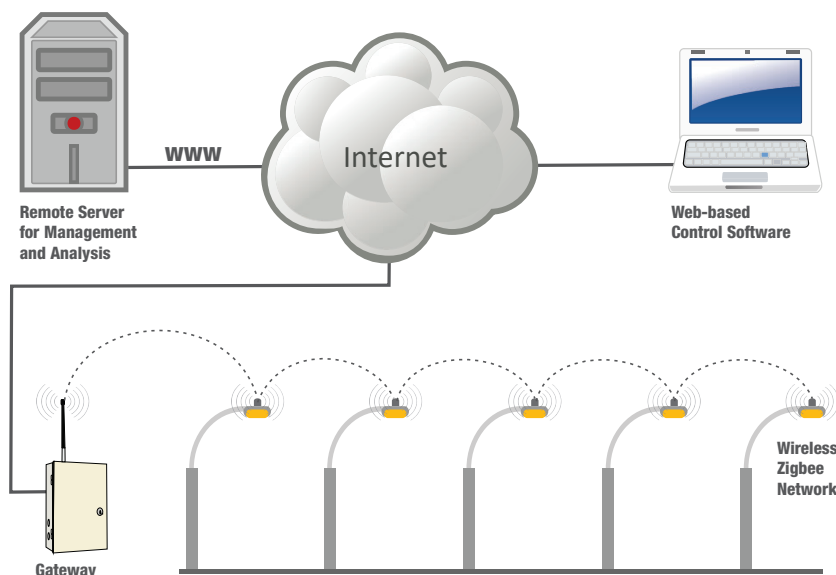 WWW
Internet
Remote Server
for Management
and Analysis
Web-based
Control Software
Wireless
Zigbee
Network
Gateway